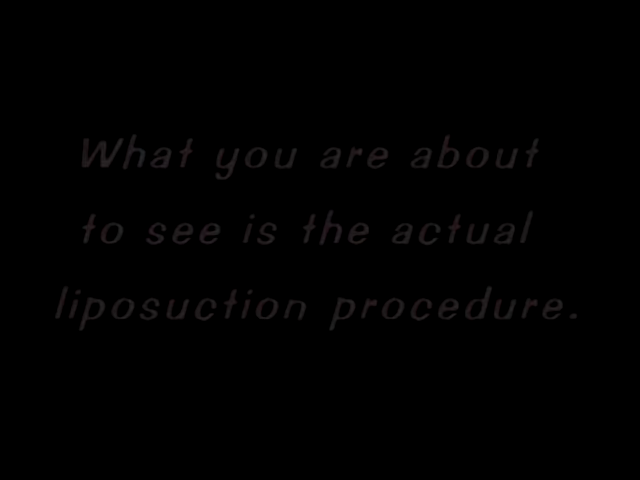 What you are about
to see is the actual
liposuction procedure.